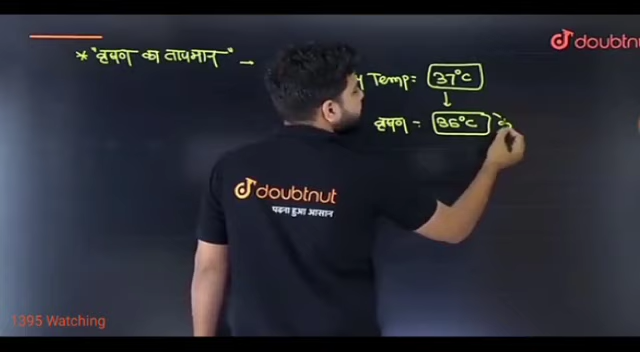 * "वृषण का तापमान" →
Temp = 37°C
↓
वृषण = 36°C
doubtnut
doubtnut
पढ़ना हुआ आसान
1395 Watching